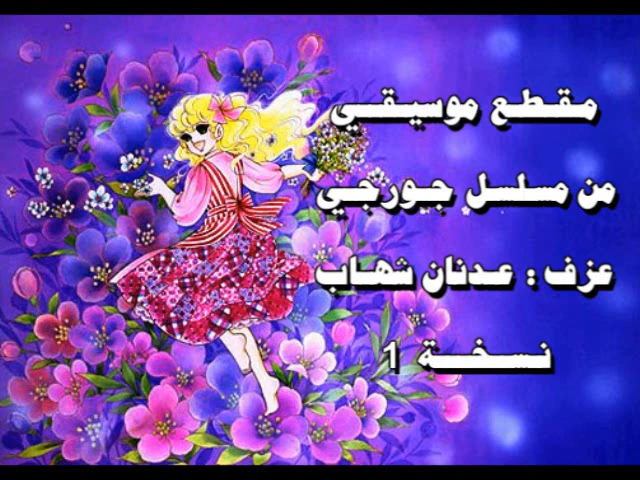 مقطع موسيقي
من مسلسل جورجي
عزف : عدنان شهاب
نسخة 1